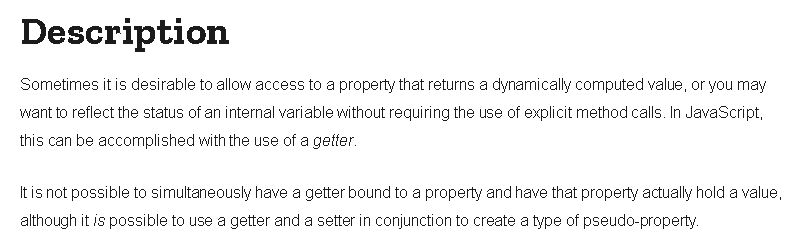 Description
Sometimes it is desirable to allow access to a property that returns a dynamically computed value, or you may
want to reflect the status of an internal variable without requiring the use of explicit method calls. In JavaScript,
this can be accomplished with the use of a getter.
It is not possible to simultaneously have a getter bound to a property and have that property actually hold a value,
although it is possible to use a getter and a setter in conjunction to create a type of pseudo-property.